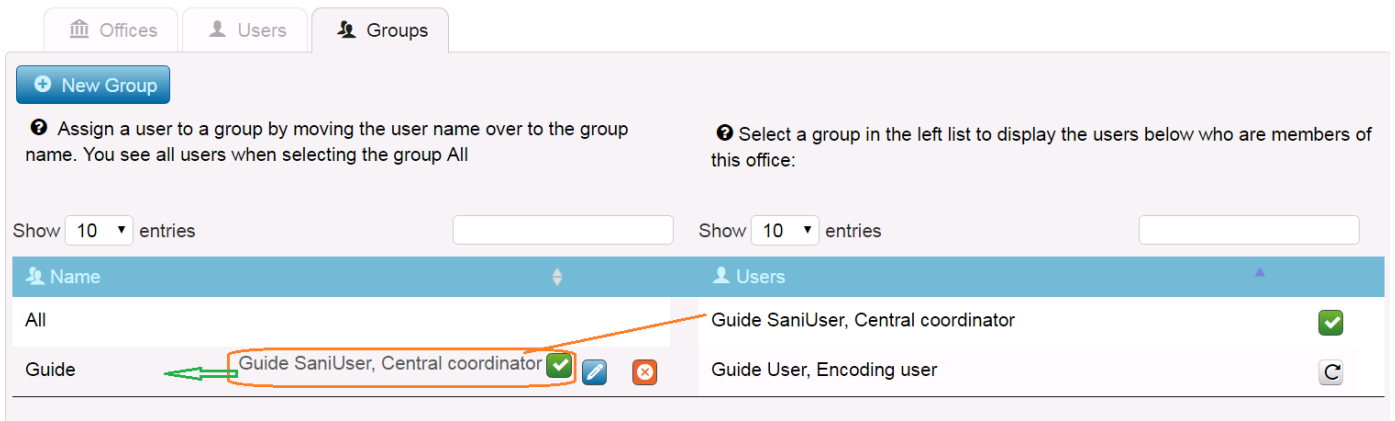 Offices Users Groups
New Group
Assign a user to a group by moving the user name over to the group
name. You see all users when selecting the group All
Select a group in the left list to display the users below who are members of
this office:
Show 10 entries
Show 10 entries
Name
Users
All
Guide SaniUser, Central coordinator
Guide
Guide SaniUser, Central coordinator
Guide User, Encoding user